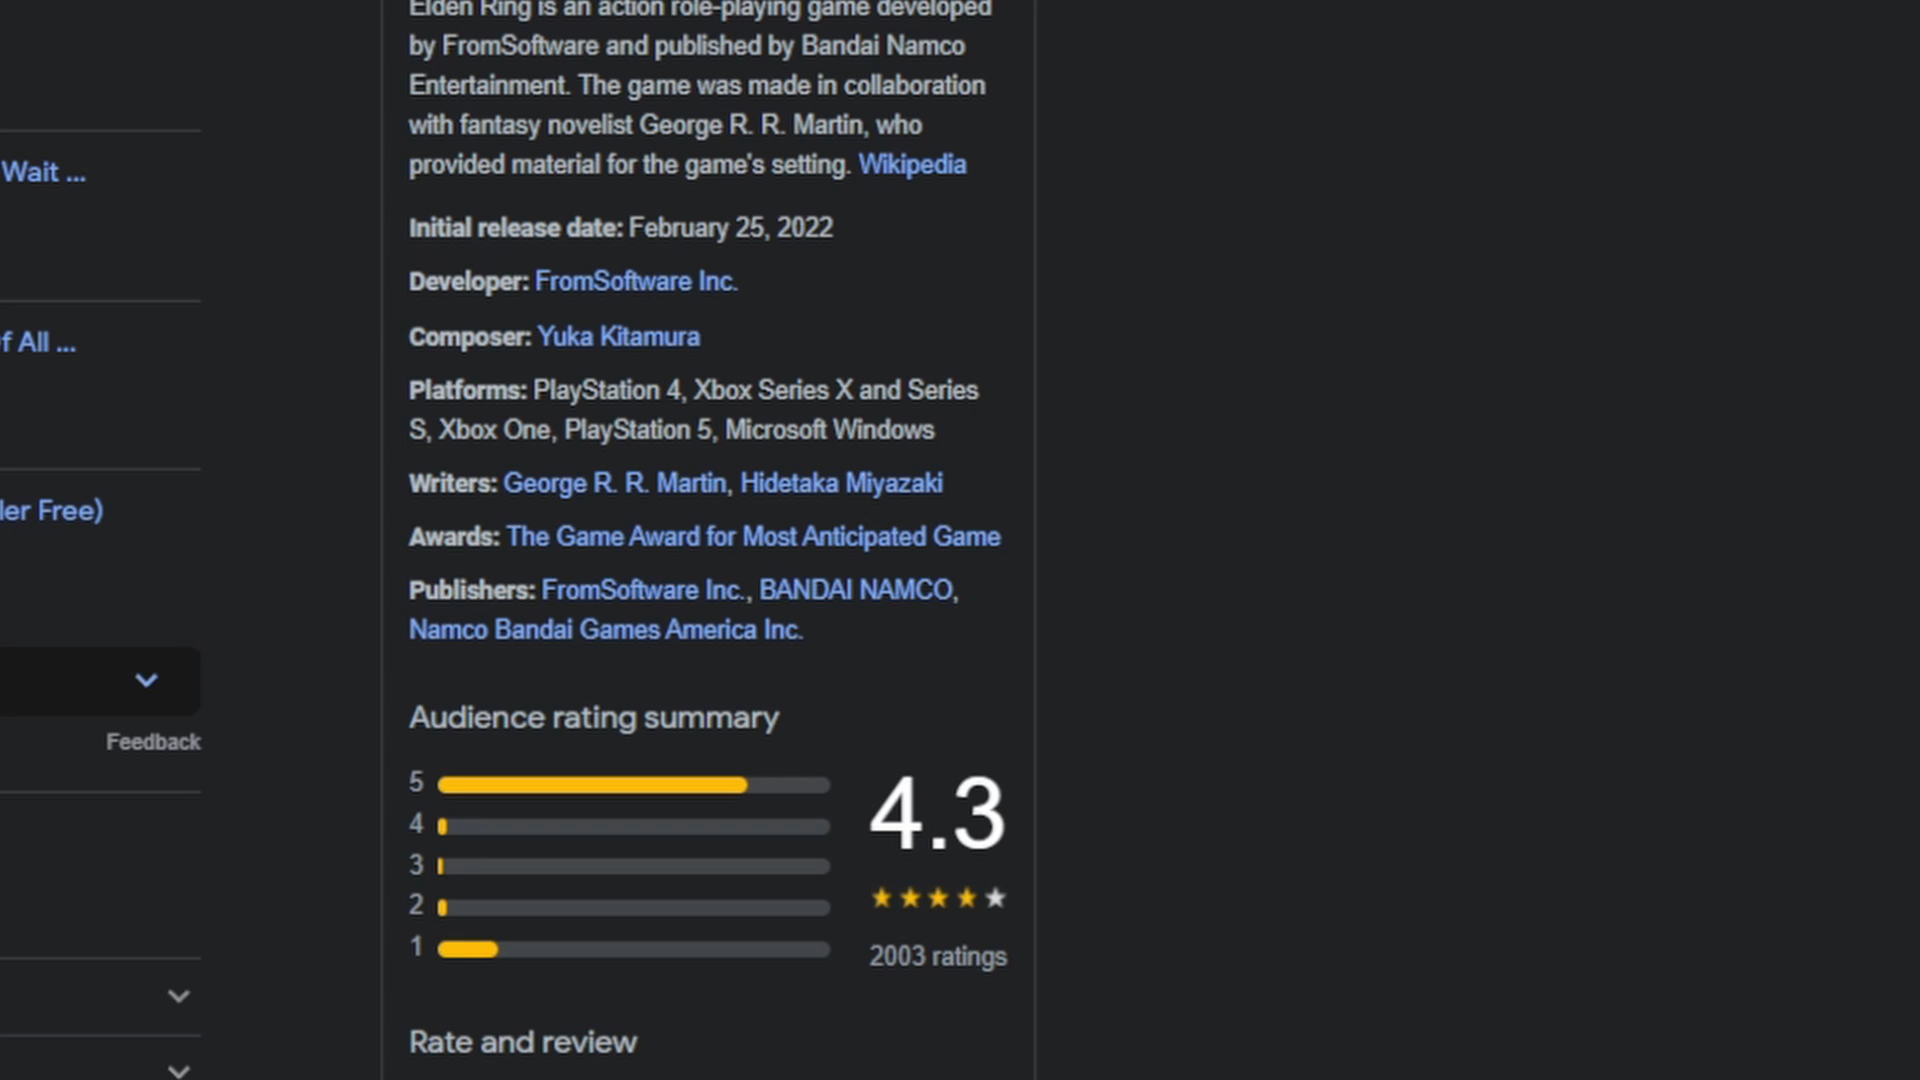 Elden Ring is an action role-playing game developed
by FromSoftware and published by Bandai Namco
Entertainment. The game was made in collaboration
with fantasy novelist George R. R. Martin, who
provided material for the game's setting. Wikipedia
Initial release date: February 25, 2022
Developer: FromSoftware Inc.
Composer: Yuka Kitamura
Platforms: PlayStation 4, Xbox Series X and Series
S, Xbox One, PlayStation 5, Microsoft Windows
Writers: George R. R. Martin, Hidetaka Miyazaki
Awards: The Game Award for Most Anticipated Game
Publishers: FromSoftware Inc., BANDAI NAMCO,
Namco Bandai Games America Inc.
Audience rating summary
5
4
3
2
1
4.3
2003 ratings
Rate and review
Wait ...
f All ...
ler Free)
Feedback